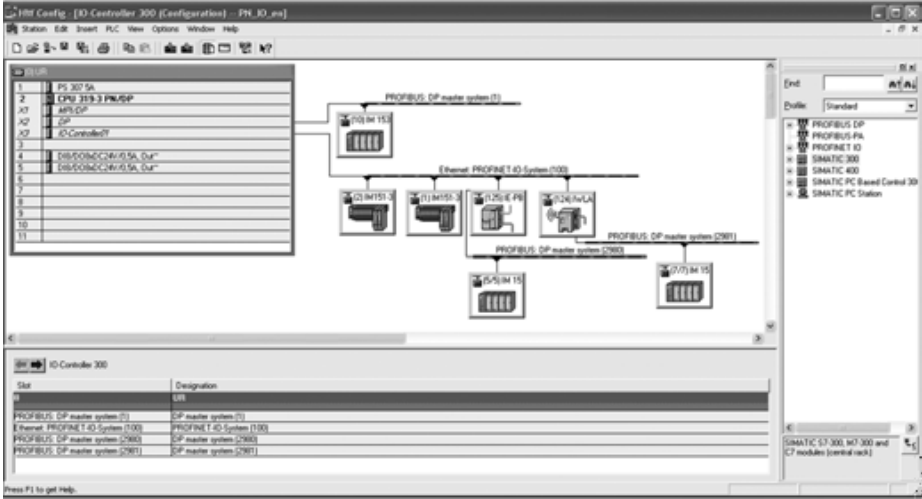 HW Config - [IO-Controller 300 (Configuration) -- PN_IO_en]
Station Edit Insert PLC View Options Window Help
(0) UR
1 PS 307 5A
2 CPU 319-3 PN/DP
X1 MPI/DP
X2 DP
X3 IO-Controller01
3
4 DI8/DO8xDC24V/0,5A, Out"
5 DI8/DO8xDC24V/0,5A, Out"
6
7
8
9
10
11
PROFIBUS: DP master system (1)
(10) IM 153
Ethernet: PROFINET-IO-System (100)
(2) IM151-3
(1) IM151-3
(125) IE-PB
(124) IWLA
PROFIBUS: DP master system (2981)
PROFIBUS: DP master system (2980)
(5/5) IM 15
(7/7) IM 15
Find:
Profile: Standard
PROFIBUS DP
PROFIBUS-PA
PROFINET IO
SIMATIC 300
SIMATIC 400
SIMATIC PC Based Control 30
SIMATIC PC Station
IO-Controller 300
Slot Designation
0 UR
PROFIBUS: DP master system (1) DP master system (1)
Ethernet: PROFINET-IO-System (100) PROFINET-IO-System (100)
PROFIBUS: DP master system (2980) DP master system (2980)
PROFIBUS: DP master system (2981) DP master system (2981)
SIMATIC S7-300, M7-300 and
C7 modules (central rack)
Press F1 to get Help.